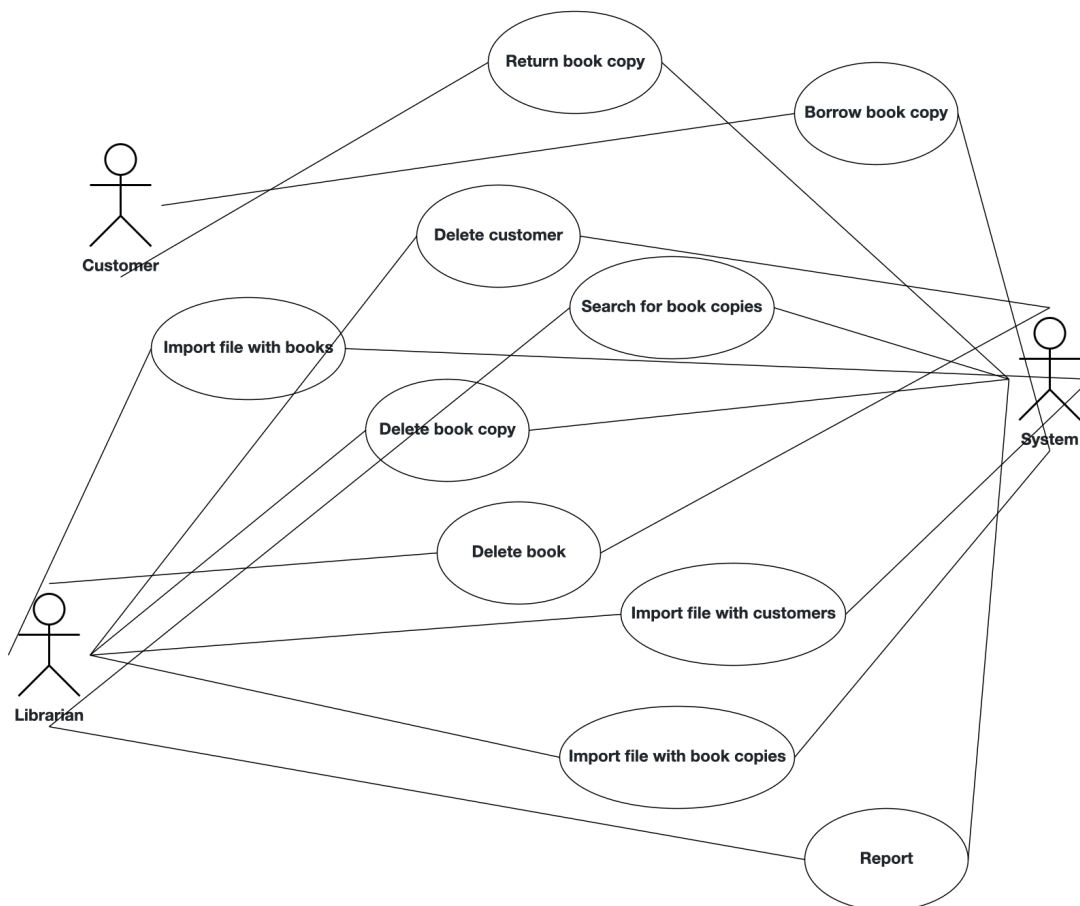 Return book copy
Borrow book copy
Delete customer
Customer
Search for book copies
Import file with books
Delete book copy
System
Delete book
Import file with customers
Librarian
Import file with book copies
Report